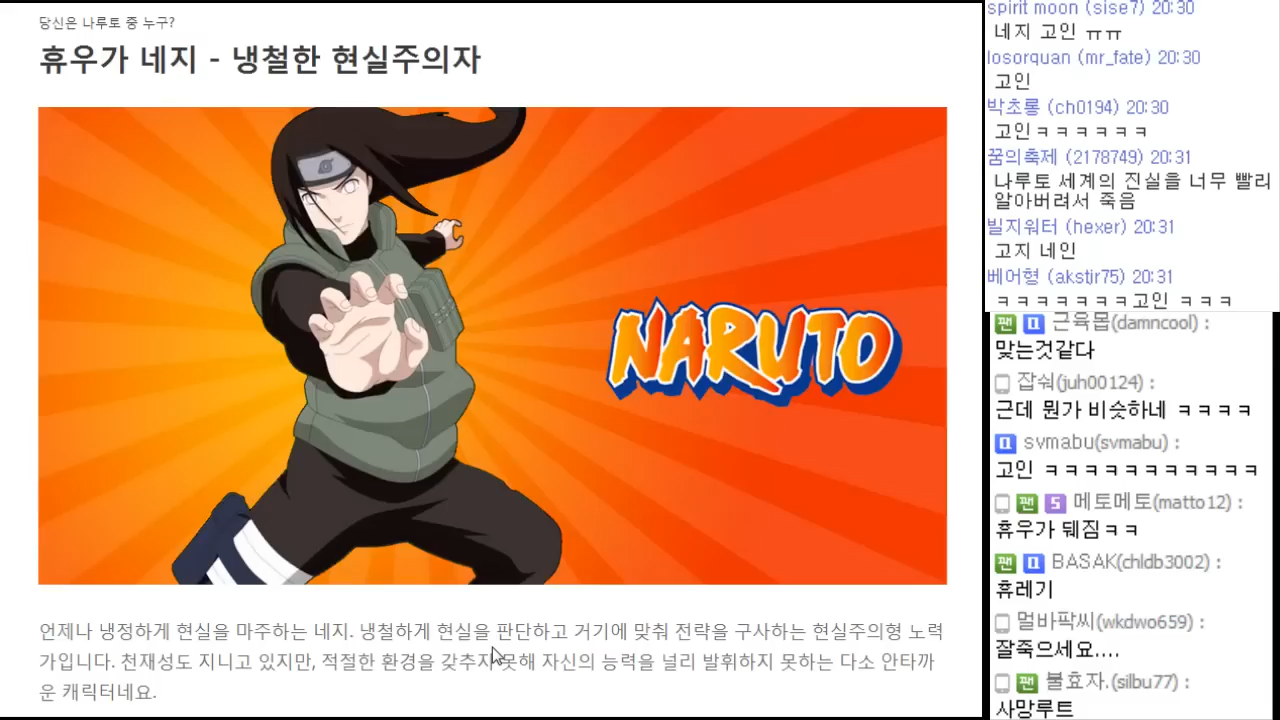 당신은 나루토 중 누구?
휴우가 네지 - 냉철한 현실주의자
NARUTO
언제나 냉정하게 현실을 마주하는 네지. 냉철하게 현실을 판단하고 거기에 맞춰 전략을 구사하는 현실주의형 노력
가입니다. 천재성도 지니고 있지만, 적절한 환경을 갖추지 못해 자신의 능력을 널리 발휘하지 못하는 다소 안타까
운 캐릭터네요.
spirit moon (sise7) 20:30
네지 고인 ㅠㅠ
losorquan (mr_fate) 20:30
고인
박초롱 (ch0194) 20:30
고인ㅋㅋㅋㅋㅋㅋ
꿈의축제 (2178749) 20:31
나루토 세계의 진실을 너무 빨리
알아버려서 죽음
빌지워터 (hexer) 20:31
고지 네인
베어형 (akstjr75) 20:31
ㅋㅋㅋㅋㅋㅋㅋ고인 ㅋㅋㅋ
팬 근육몹(damncool) :
맞는것같다
잡숴(juh00124) :
근데 뭔가 비슷하네 ㅋㅋㅋㅋ
svmabu(svmabu) :
고인 ㅋㅋㅋㅋㅋㅋㅋㅋㅋㅋㅋ
팬 S 메토메토(matto12) :
휴우가 뒈짐ㅋㅋ
팬 BASAK(chldb3002) :
휴레기
멀바팍씨(wkdwo659) :
잘죽으세요....
팬 불효자.(silbu77) :
사망루트